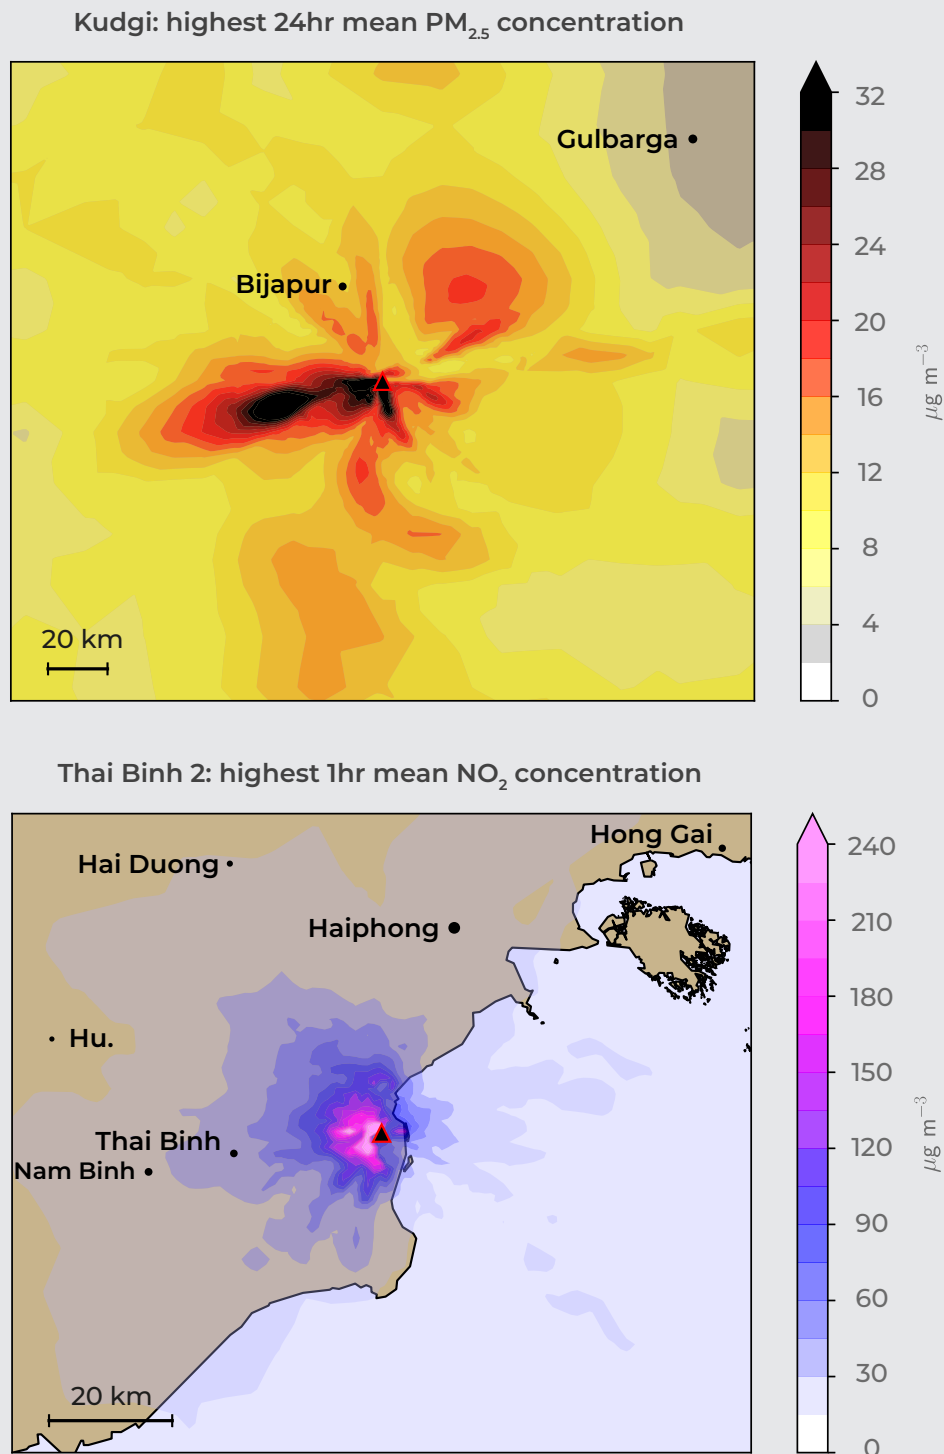 Kudgi: highest 24hr mean PM2.5 concentration
Gulbarga
Bijapur
20 km
32
28
24
20
16
12
8
4
0
μg m−3
Thai Binh 2: highest 1hr mean NO2 concentration
Hong Gai
Hai Duong
Haiphong
Hu.
Thai Binh
Nam Binh
20 km
240
210
180
150
120
90
60
30
0
μg m−3